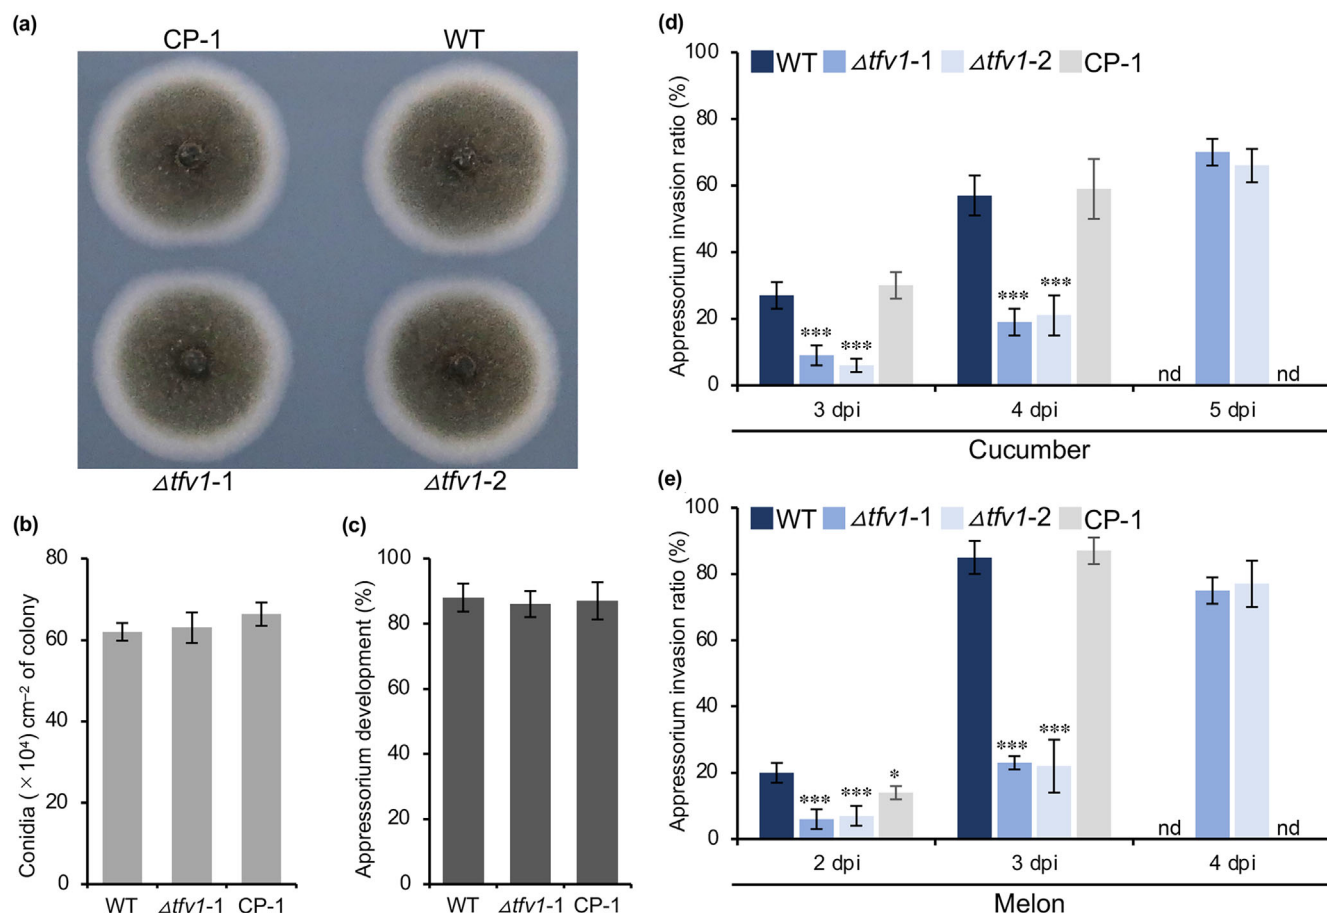 (a)
CP-1 WT
Δtfv1-1 Δtfv1-2
(b)
Conidia (×10⁴) cm⁻² of colony
80
60
40
20
0
WT Δtfv1-1 CP-1
(c)
Appressorium development (%)
100
80
60
40
20
0
WT Δtfv1-1 CP-1
(d)
Appressorium invasion ratio (%)
100
80
60
40
20
0
WT Δtfv1-1 Δtfv1-2 CP-1
*** ***
*** ***
nd nd
3 dpi 4 dpi 5 dpi
Cucumber
(e)
Appressorium invasion ratio (%)
100
80
60
40
20
0
WT Δtfv1-1 Δtfv1-2 CP-1
*** *** *
*** ***
nd nd
2 dpi 3 dpi 4 dpi
Melon